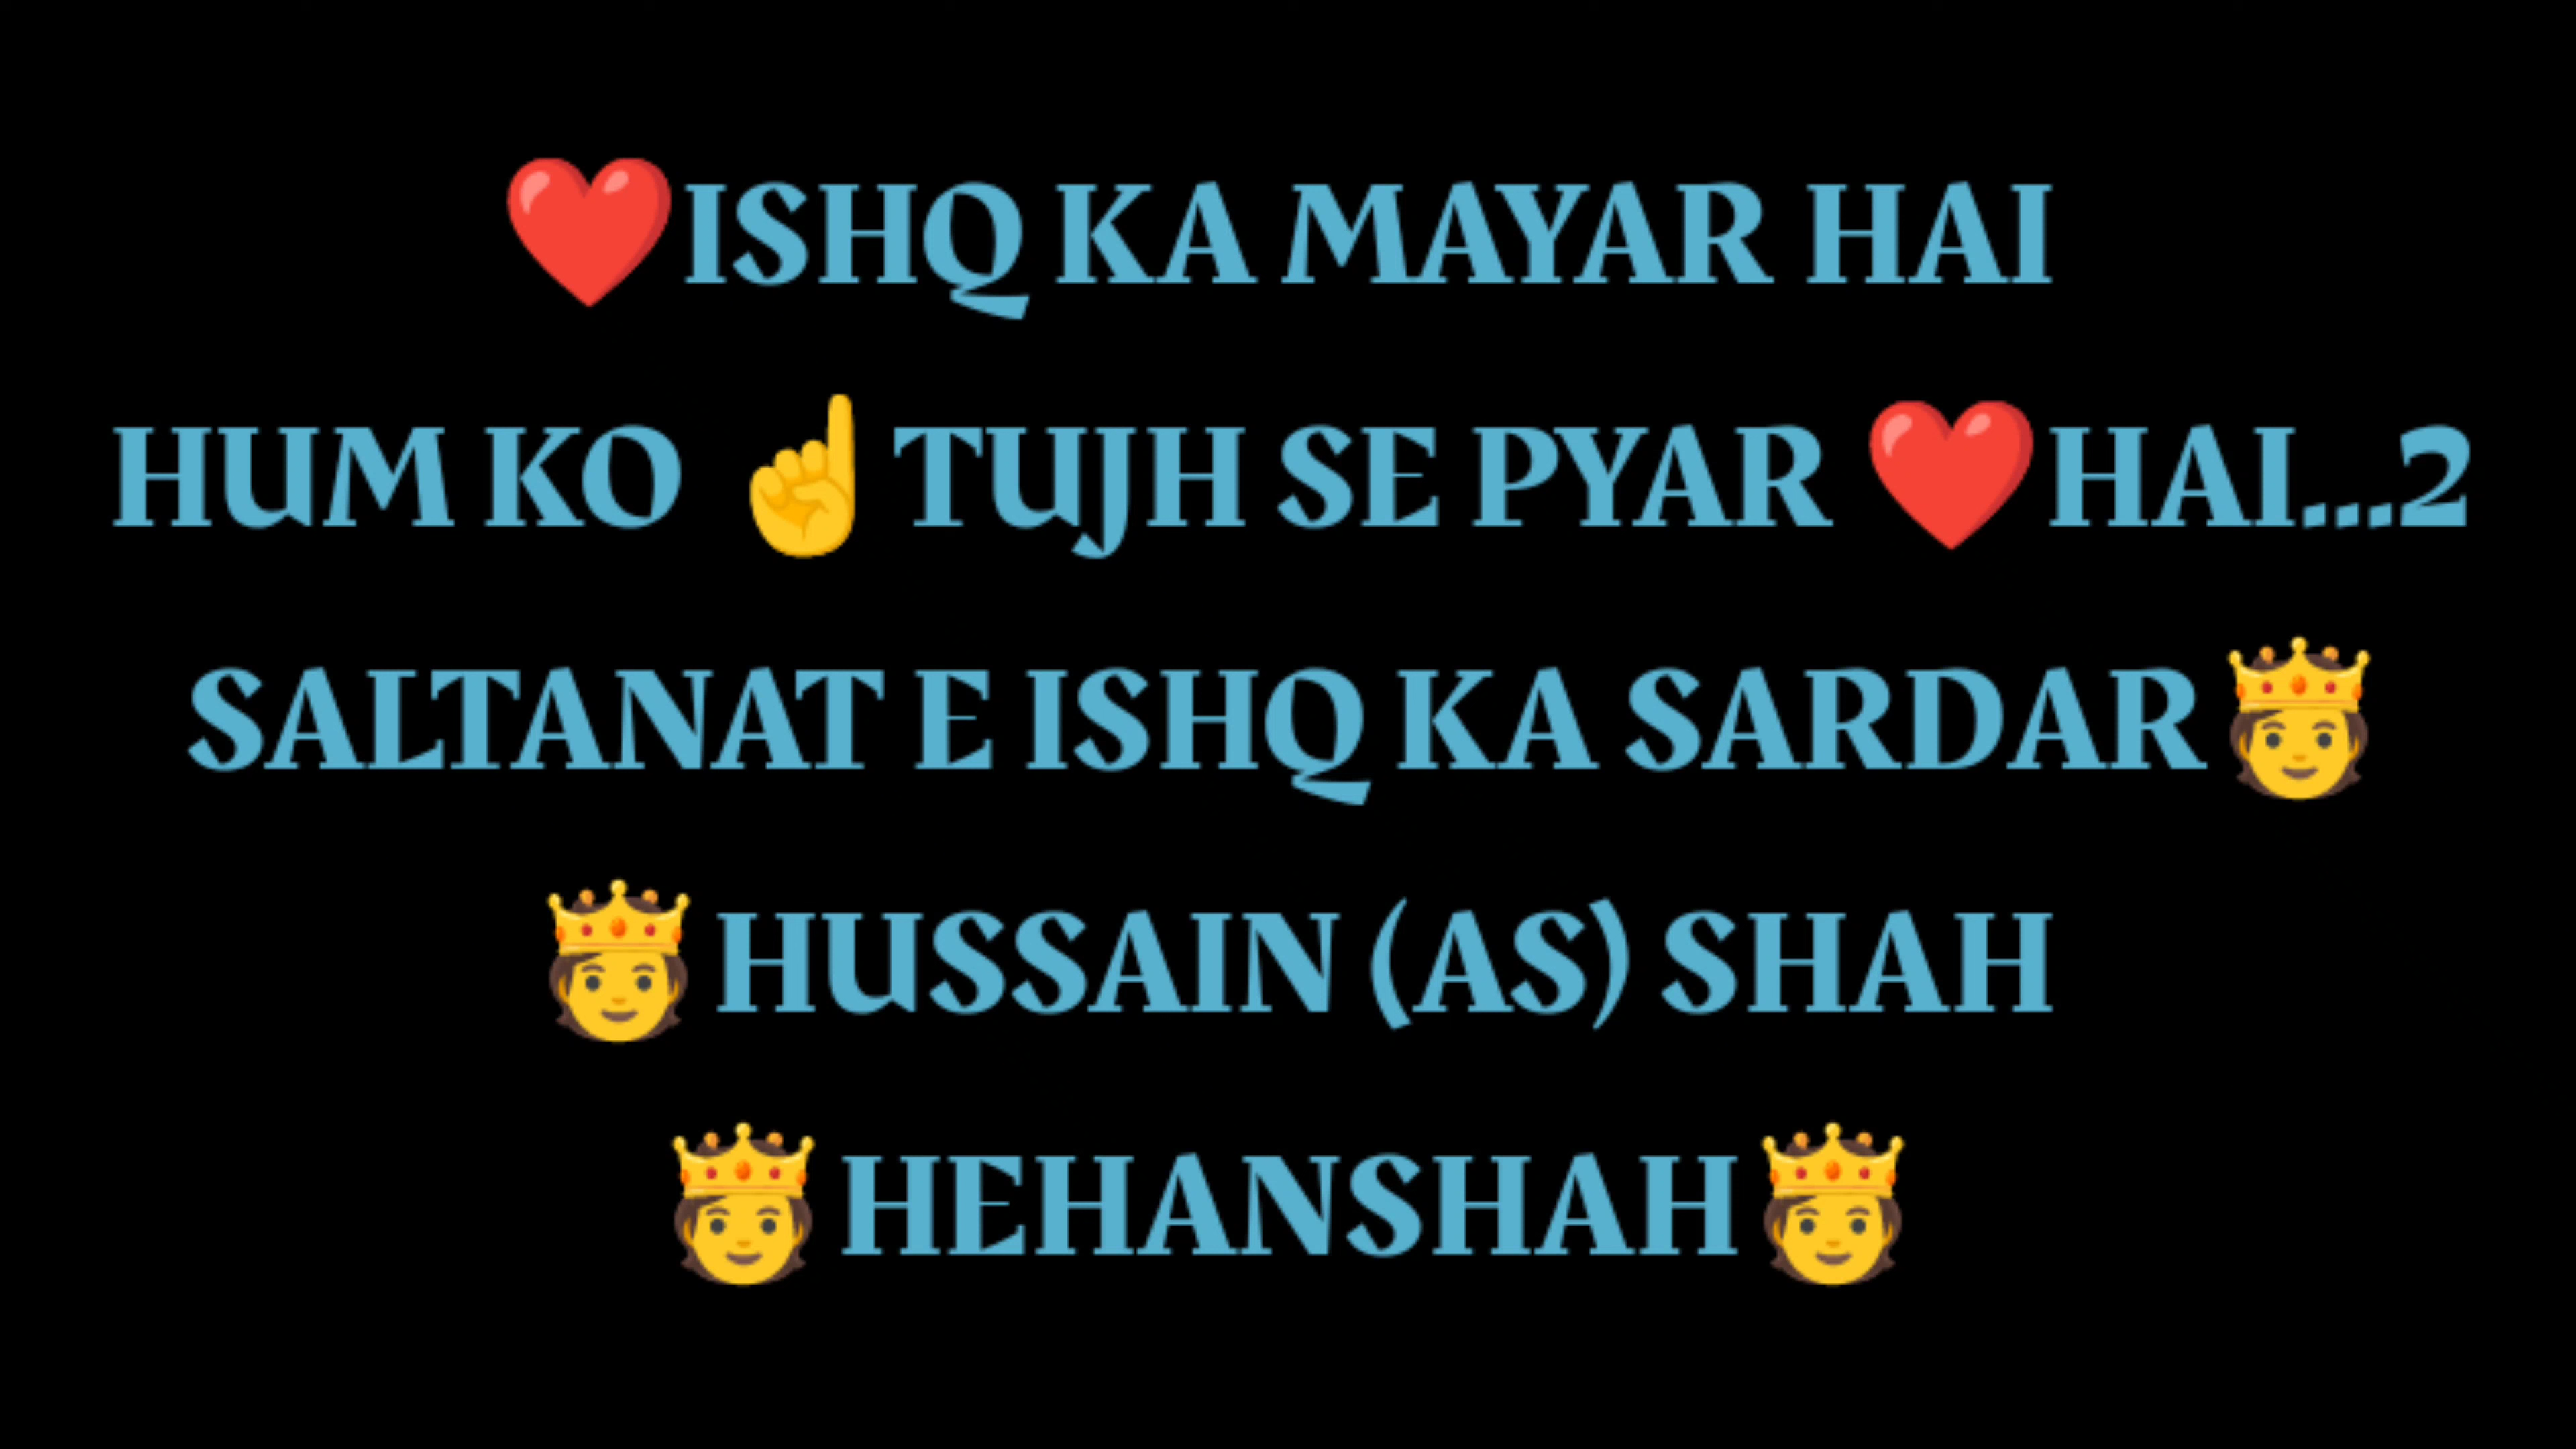 ❤️ISHQ KA MAYAR HAI
HUM KO ☝️TUJH SE PYAR ❤️HAI...2
SALTANAT E ISHQ KA SARDAR🫅
🫅HUSSAIN (AS) SHAH
🫅HEHANSHAH🫅